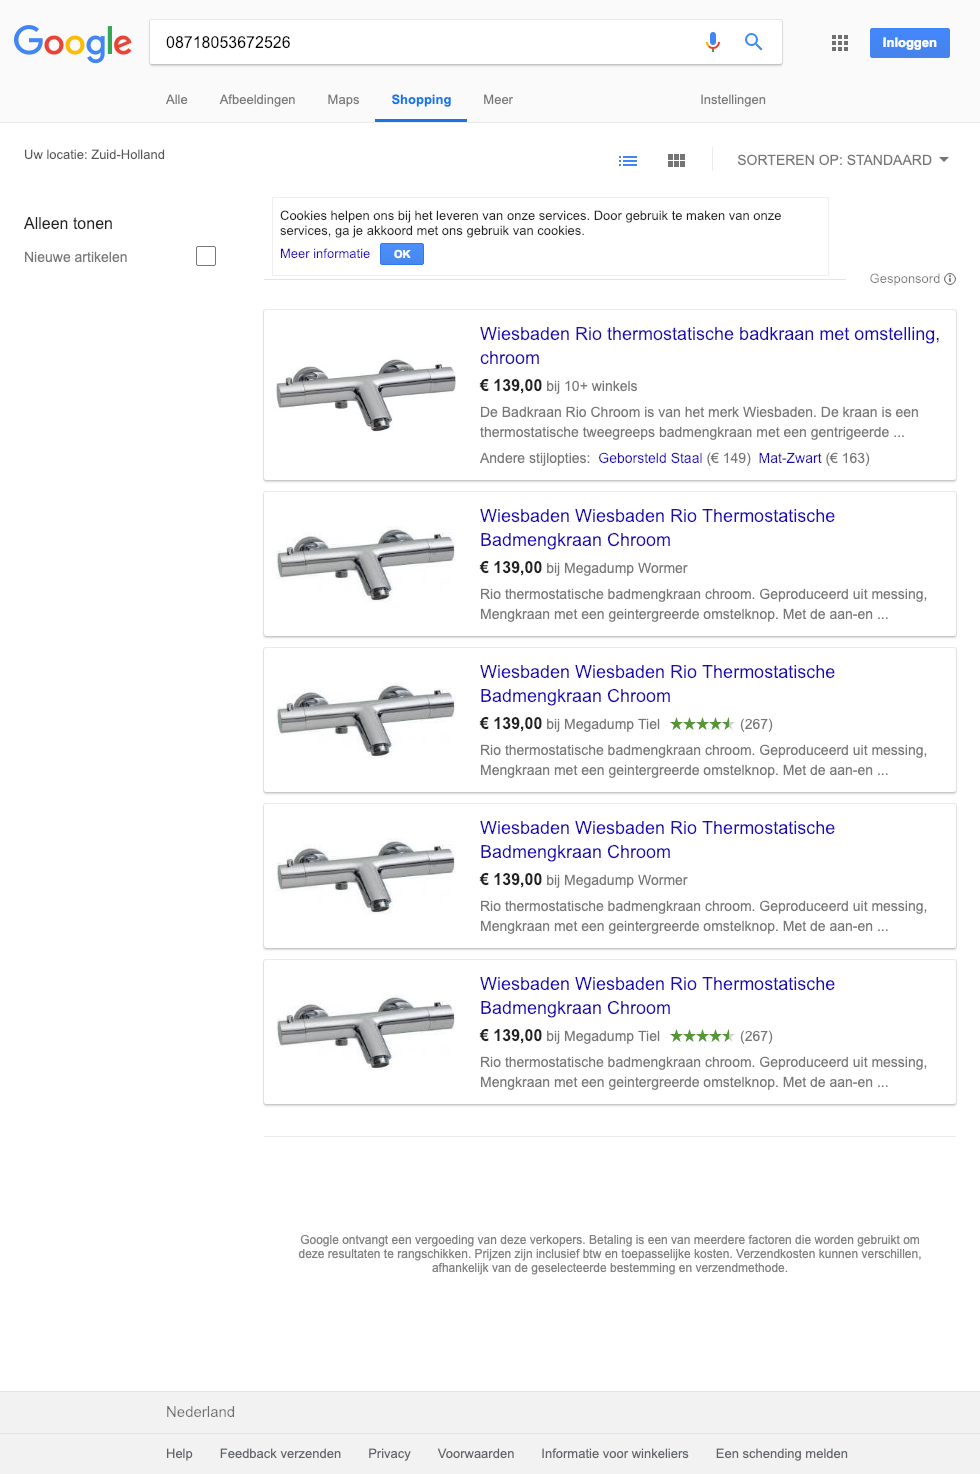 Google
08718053672526
Inloggen
Alle Afbeeldingen Maps Shopping Meer Instellingen
Uw locatie: Zuid-Holland
SORTEREN OP: STANDAARD
Alleen tonen
Nieuwe artikelen
Cookies helpen ons bij het leveren van onze services. Door gebruik te maken van onze
services, ga je akkoord met ons gebruik van cookies.
Meer informatie OK
Gesponsord
Wiesbaden Rio thermostatische badkraan met omstelling,
chroom
€ 139,00 bij 10+ winkels
De Badkraan Rio Chroom is van het merk Wiesbaden. De kraan is een
thermostatische tweegreeps badmengkraan met een gentrigeerde ...
Andere stijlopties: Geborsteld Staal (€ 149) Mat-Zwart (€ 163)
Wiesbaden Wiesbaden Rio Thermostatische
Badmengkraan Chroom
€ 139,00 bij Megadump Wormer
Rio thermostatische badmengkraan chroom. Geproduceerd uit messing,
Mengkraan met een geintergreerde omstelknop. Met de aan-en ...
Wiesbaden Wiesbaden Rio Thermostatische
Badmengkraan Chroom
€ 139,00 bij Megadump Tiel (267)
Rio thermostatische badmengkraan chroom. Geproduceerd uit messing,
Mengkraan met een geintergreerde omstelknop. Met de aan-en ...
Wiesbaden Wiesbaden Rio Thermostatische
Badmengkraan Chroom
€ 139,00 bij Megadump Wormer
Rio thermostatische badmengkraan chroom. Geproduceerd uit messing,
Mengkraan met een geintergreerde omstelknop. Met de aan-en ...
Wiesbaden Wiesbaden Rio Thermostatische
Badmengkraan Chroom
€ 139,00 bij Megadump Tiel (267)
Rio thermostatische badmengkraan chroom. Geproduceerd uit messing,
Mengkraan met een geintergreerde omstelknop. Met de aan-en ...
Google ontvangt een vergoeding van deze verkopers. Betaling is een van meerdere factoren die worden gebruikt om
deze resultaten te rangschikken. Prijzen zijn inclusief btw en toepasselijke kosten. Verzendkosten kunnen verschillen,
afhankelijk van de geselecteerde bestemming en verzendmethode.
Nederland
Help Feedback verzenden Privacy Voorwaarden Informatie voor winkeliers Een schending melden